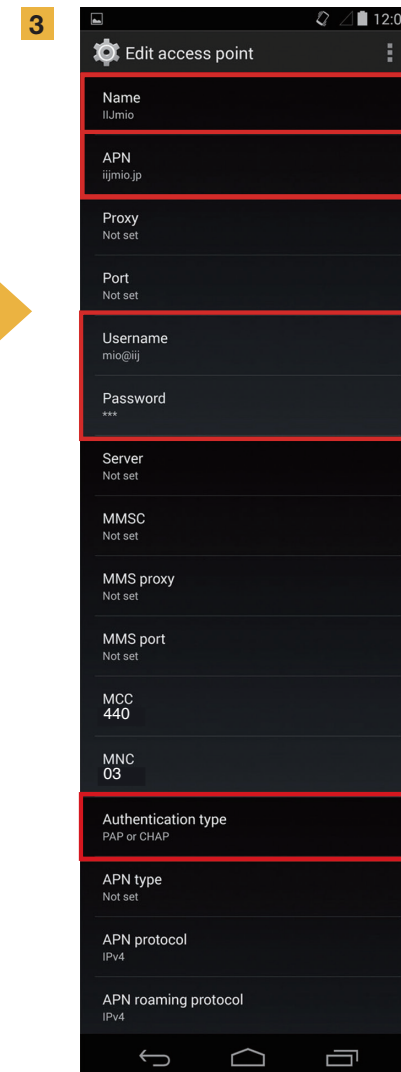 3
12:0
Edit access point
Name
IIJmio
APN
iijmio.jp
Proxy
Not set
Port
Not set
Username
mio@iij
Password
***
Server
Not set
MMSC
Not set
MMS proxy
Not set
MMS port
Not set
MCC
440
MNC
03
Authentication type
PAP or CHAP
APN type
Not set
APN protocol
IPv4
APN roaming protocol
IPv4